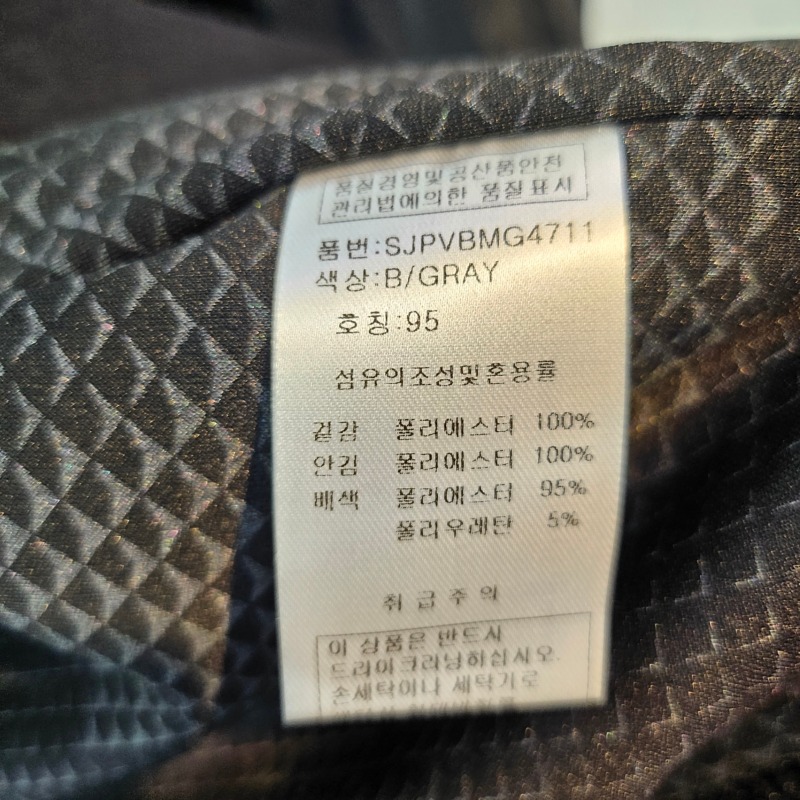 품질경영및공산품안전
관리법에의한 품질표시
품번:SJPVBMG4711
색상:B/GRAY
호칭:95
섬유의조성및혼용률
겉감 폴리에스터 100%
안김 폴리에스터 100%
배색 폴리에스터 95%
폴리우레탄 5%
취급주의
이 상품은 반드시
드라이크라닝하십시오.
손세탁이나 세탁기로